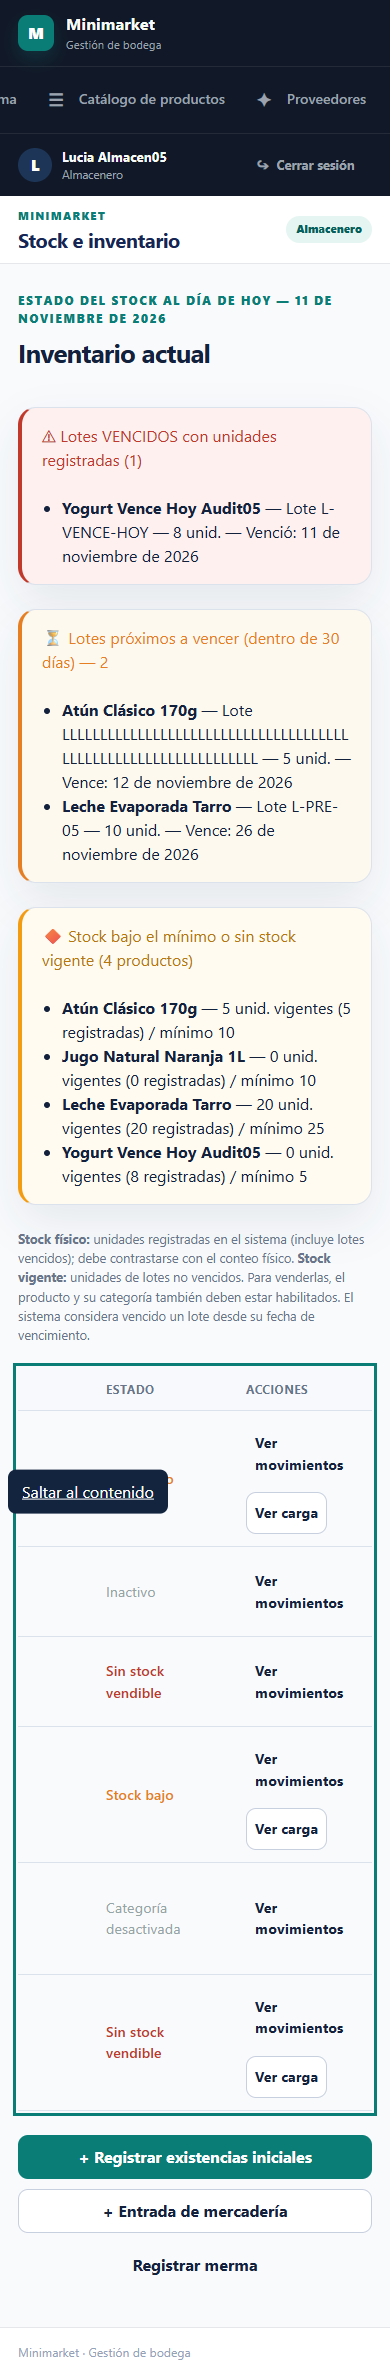 M
Minimarket
Gestión de bodega
ma
Catálogo de productos
Proveedores
L
Lucia Almacen05
Almacenero
Cerrar sesión
MINIMARKET
Stock e inventario
Almacenero
ESTADO DEL STOCK AL DÍA DE HOY — 11 DE
NOVIEMBRE DE 2026
Inventario actual
⚠ Lotes VENCIDOS con unidades
registradas (1)
• Yogurt Vence Hoy Audit05 — Lote L-
VENCE-HOY — 8 unid. — Venció: 11 de
noviembre de 2026
⏳ Lotes próximos a vencer (dentro de 30
días) — 2
• Atún Clásico 170g — Lote
LLLLLLLLLLLLLLLLLLLLLLLLLLLLLLLLLLLLLL
LLLLLLLLLLLLLLLLLLLLLLLLLL — 5 unid. —
Vence: 12 de noviembre de 2026
• Leche Evaporada Tarro — Lote L-PRE-
05 — 10 unid. — Vence: 26 de
noviembre de 2026
♦ Stock bajo el mínimo o sin stock
vigente (4 productos)
• Atún Clásico 170g — 5 unid. vigentes (5
registradas) / mínimo 10
• Jugo Natural Naranja 1L — 0 unid.
vigentes (0 registradas) / mínimo 10
• Leche Evaporada Tarro — 20 unid.
vigentes (20 registradas) / mínimo 25
• Yogurt Vence Hoy Audit05 — 0 unid.
vigentes (8 registradas) / mínimo 5
Stock físico: unidades registradas en el sistema (incluye lotes
vencidos); debe contrastarse con el conteo físico. Stock
vigente: unidades de lotes no vencidos. Para venderlas, el
producto y su categoría también deben estar habilitados. El
sistema considera vencido un lote desde su fecha de
vencimiento.
ESTADO
ACCIONES
Ver
movimientos
Saltar al contenido
o
Ver carga
Inactivo
Ver
movimientos
Sin stock
vendible
Ver
movimientos
Stock bajo
Ver
movimientos
Ver carga
Categoría
desactivada
Ver
movimientos
Sin stock
vendible
Ver
movimientos
Ver carga
+ Registrar existencias iniciales
+ Entrada de mercadería
Registrar merma
Minimarket · Gestión de bodega